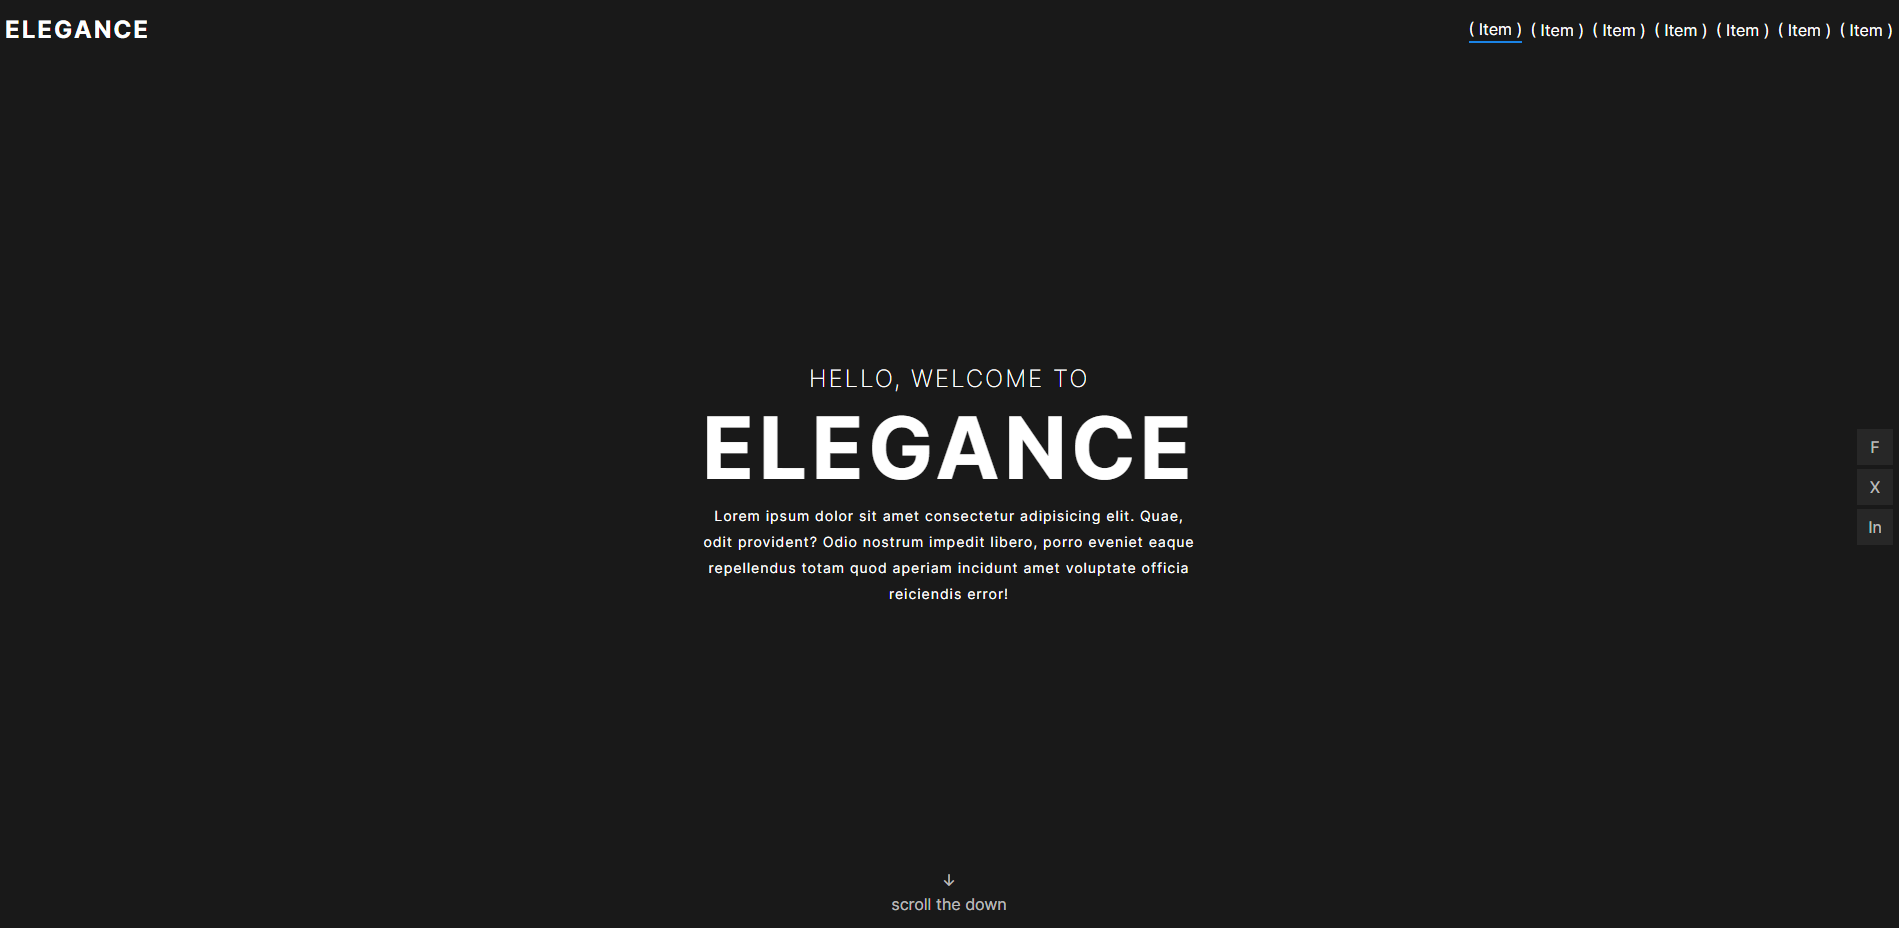 ELEGANCE
( Item ) ( Item ) ( Item ) ( Item ) ( Item ) ( Item ) ( Item )
HELLO, WELCOME TO
ELEGANCE
Lorem ipsum dolor sit amet consectetur adipisicing elit. Quae,
odit provident? Odio nostrum impedit libero, porro eveniet eaque
repellendus totam quod aperiam incidunt amet voluptate officia
reiciendis error!
F
X
In
↓
scroll the down